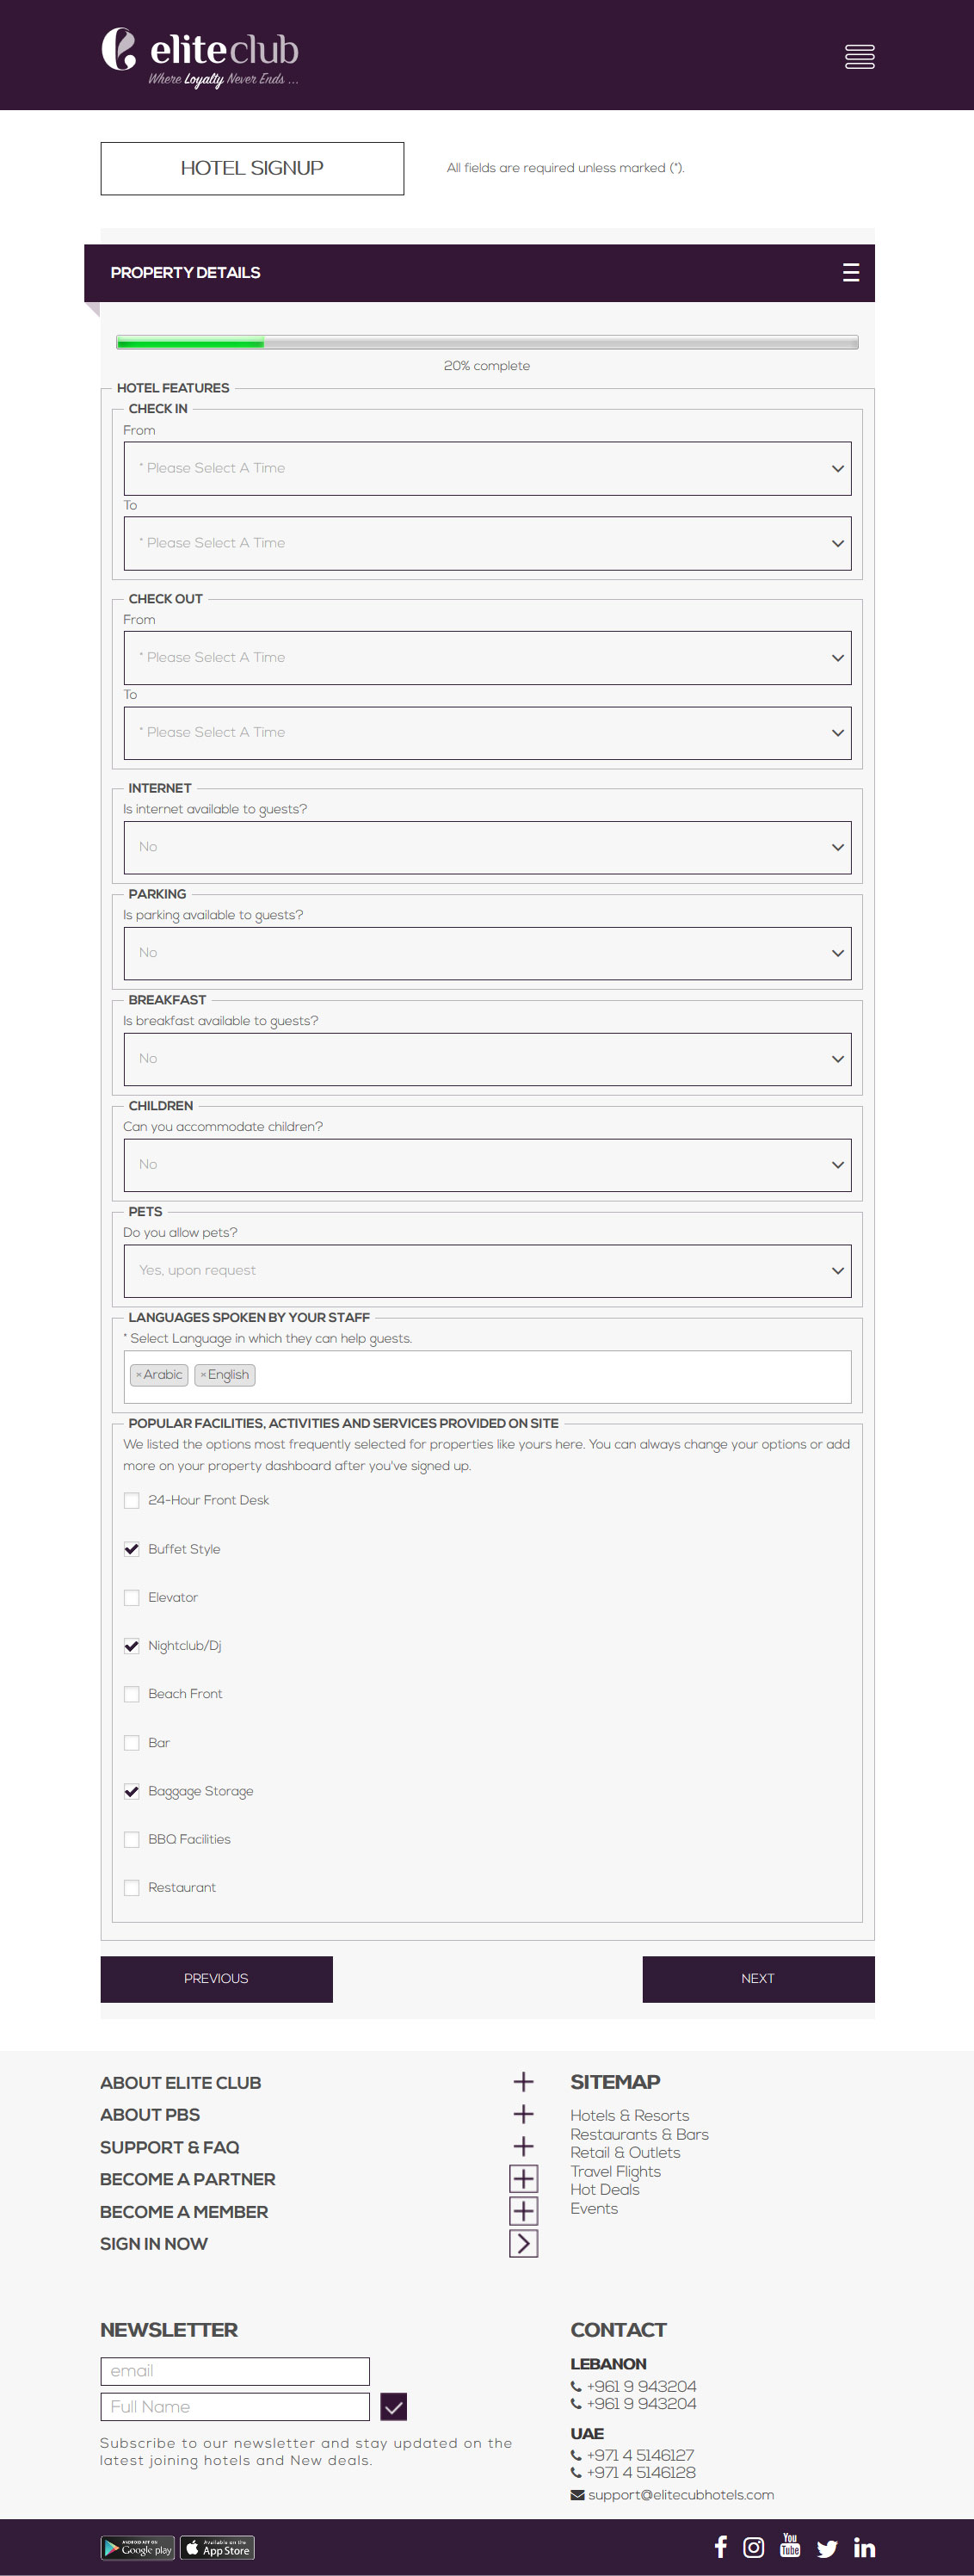 eliteclub
Where Loyalty Never Ends ...
HOTEL SIGNUP
All fields are required unless marked (*).
PROPERTY DETAILS
20% complete
HOTEL FEATURES
CHECK IN
From
* Please Select A Time
To
* Please Select A Time
CHECK OUT
From
* Please Select A Time
To
* Please Select A Time
INTERNET
Is internet available to guests?
No
PARKING
Is parking available to guests?
No
BREAKFAST
Is breakfast available to guests?
No
CHILDREN
Can you accommodate children?
No
PETS
Do you allow pets?
Yes, upon request
LANGUAGES SPOKEN BY YOUR STAFF
* Select Language in which they can help guests.
×Arabic ×English
POPULAR FACILITIES, ACTIVITIES AND SERVICES PROVIDED ON SITE
We listed the options most frequently selected for properties like yours here. You can always change your options or add
more on your property dashboard after you've signed up.
24-Hour Front Desk
Buffet Style
Elevator
Nightclub/Dj
Beach Front
Bar
Baggage Storage
BBQ Facilities
Restaurant
PREVIOUS
NEXT
ABOUT ELITE CLUB
ABOUT PBS
SUPPORT & FAQ
BECOME A PARTNER
BECOME A MEMBER
SIGN IN NOW
SITEMAP
Hotels & Resorts
Restaurants & Bars
Retail & Outlets
Travel Flights
Hot Deals
Events
NEWSLETTER
email
Full Name
Subscribe to our newsletter and stay updated on the
latest joining hotels and New deals.
CONTACT
LEBANON
+961 9 943204
+961 9 943204
UAE
+971 4 5146127
+971 4 5146128
support@elitecubhotels.com
ANDROID APP ON
Google play
Available on the
App Store
You
Tube